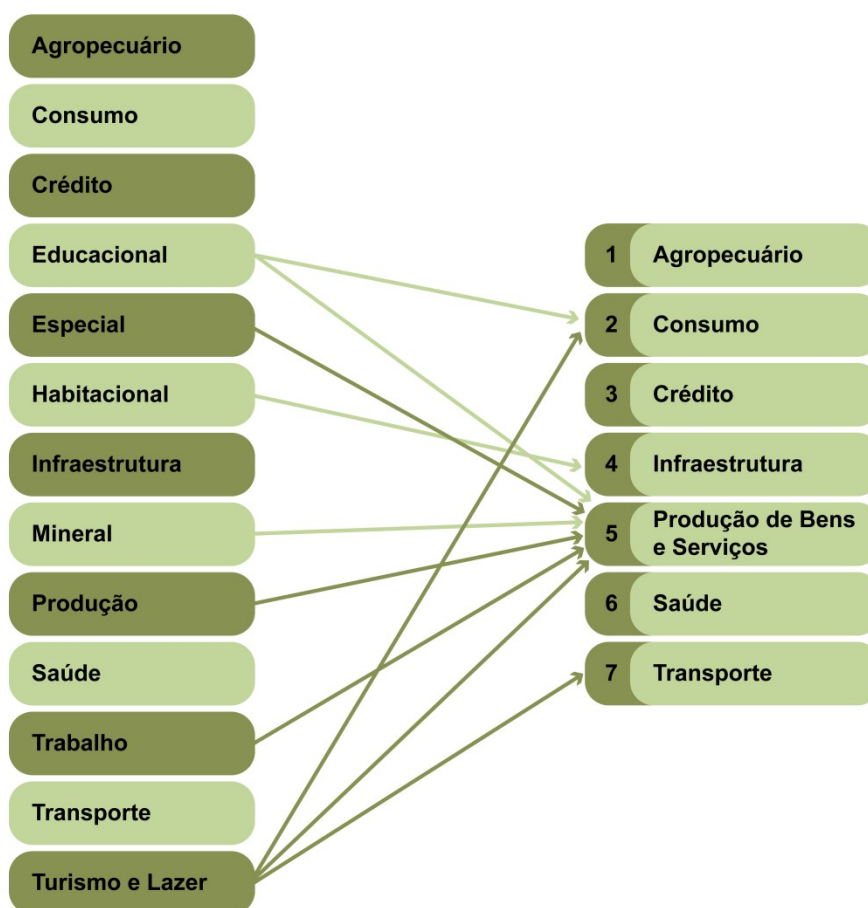 Agropecuário
Consumo
Crédito
Educacional
Especial
Habitacional
Infraestrutura
Mineral
Produção
Saúde
Trabalho
Transporte
Turismo e Lazer
1 Agropecuário
2 Consumo
3 Crédito
4 Infraestrutura
5 Produção de Bens
e Serviços
6 Saúde
7 Transporte